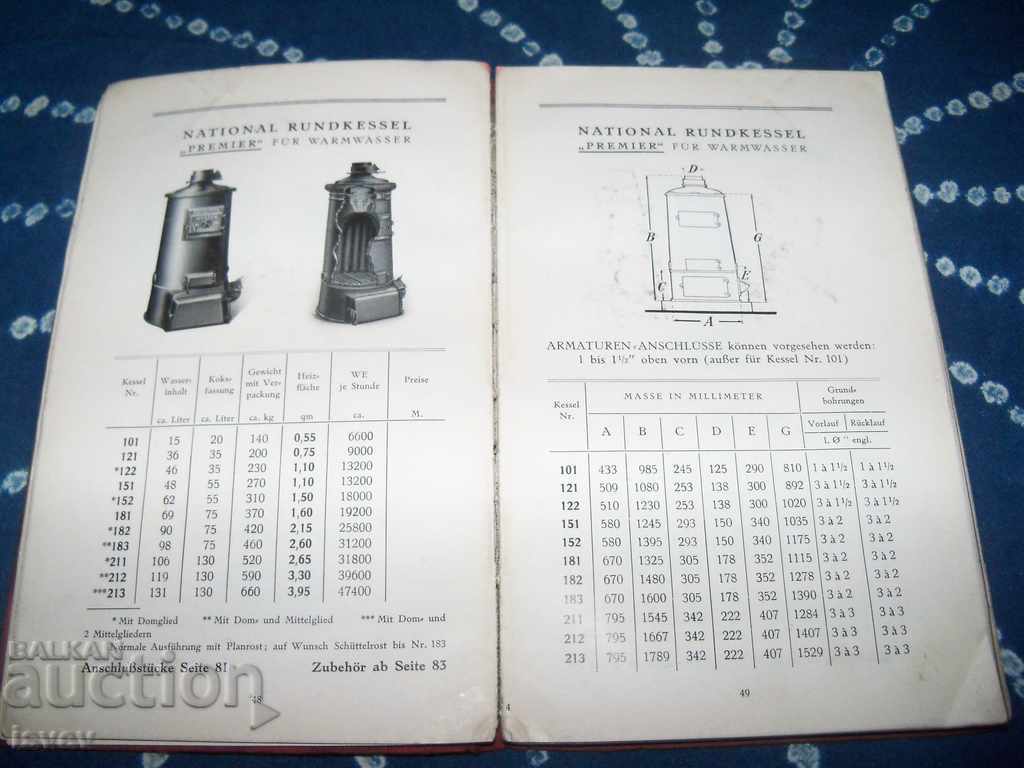 NATIONAL RUNDKESSEL
„PREMIER“ FÜR WARMWASSER
Kessel Nr. Wasserinhalt Koksfassung Gewicht mit Verpackung Heizfläche WE je Stunde Preise
ca. Liter ca. Liter ca. kg qm ca. M.
101 15 20 140 0,55 6600
121 36 35 200 0,75 9000
*122 46 35 230 1,10 13200
151 48 55 270 1,10 13200
*152 62 55 310 1,50 18000
181 69 75 370 1,60 19200
*182 90 75 420 2,15 25800
**183 98 75 460 2,60 31200
*211 106 130 520 2,65 31800
**212 119 130 590 3,30 39600
***213 131 130 660 3,95 47400
* Mit Domglied ** Mit Dom- und Mittelglied *** Mit Dom- und
2 Mittelgliedern
Normale Ausführung mit Planrost; auf Wunsch Schüttelrost bis Nr. 183
Anschlußstücke Seite 81 Zubehör ab Seite 83
48
NATIONAL RUNDKESSEL
„PREMIER“ FÜR WARMWASSER
D
B G
E
C
A
ARMATUREN-ANSCHLÜSSE können vorgesehen werden:
1 bis 1½" oben vorn (außer für Kessel Nr. 101)
Kessel Nr. MASSE IN MILLIMETER Grundbohrungen
A B C D E G Vorlauf Rücklauf
l. Ø " engl.
101 433 985 245 125 290 810 1 à 1½ 1 à 1½
121 509 1080 253 138 300 892 3 à 1½ 3 à 1½
122 510 1230 253 138 300 1020 3 à 1½ 3 à 1½
151 580 1245 293 150 340 1035 3 à 2 3 à 2
152 580 1395 293 150 340 1175 3 à 2 3 à 2
181 670 1325 305 178 352 1115 3 à 2 3 à 2
182 670 1480 305 178 352 1278 3 à 2 3 à 2
183 670 1600 305 178 352 1390 3 à 2 3 à 2
211 795 1545 342 222 407 1284 3 à 3 3 à 3
212 795 1667 342 222 407 1407 3 à 3 3 à 3
213 795 1789 342 222 407 1529 3 à 3 3 à 3
49
4
BALKAN
auction
isvev